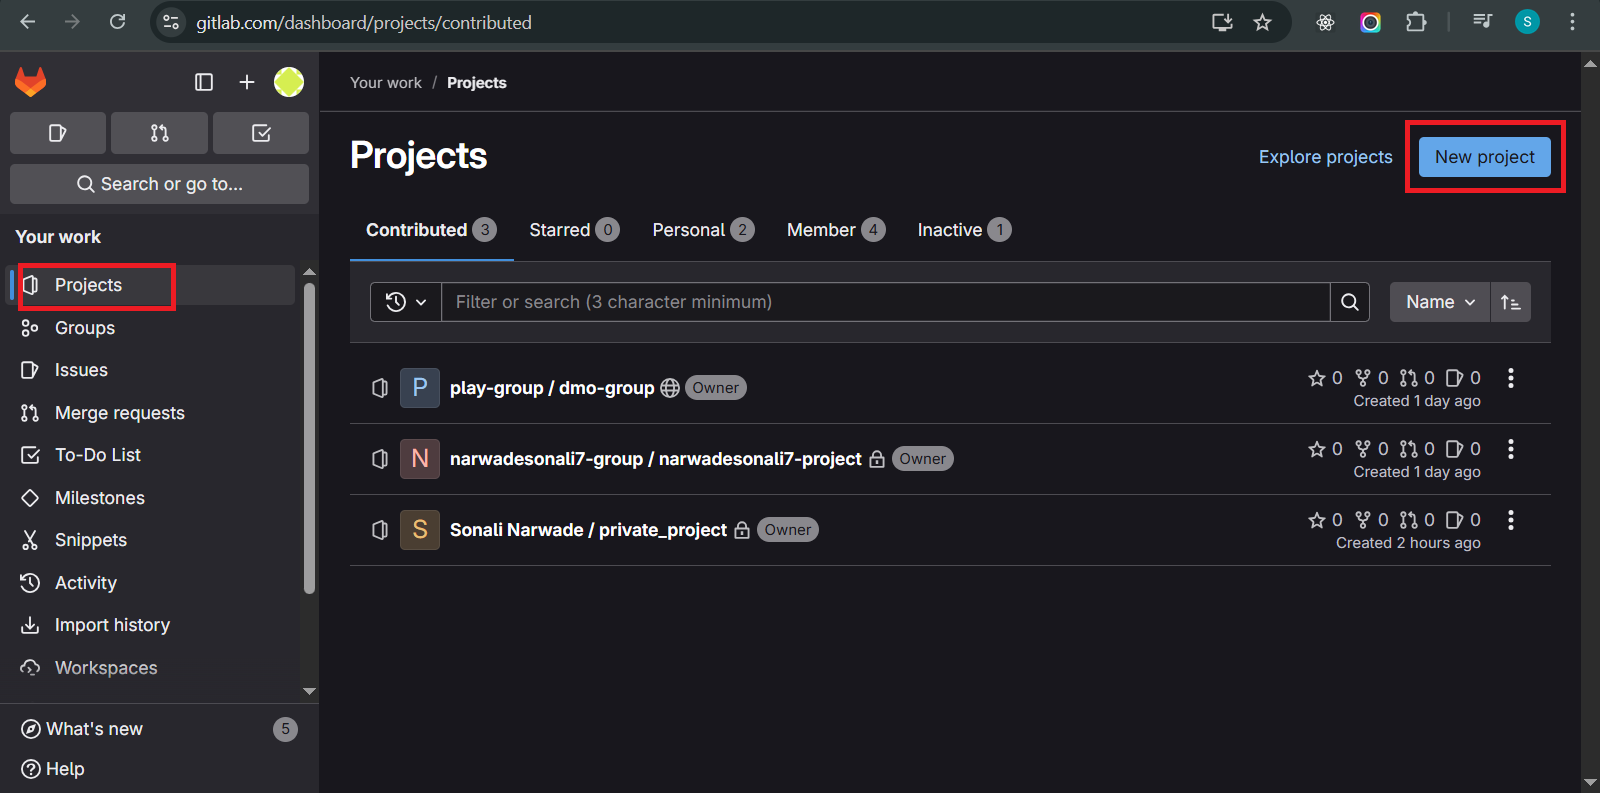 gitlab.com/dashboard/projects/contributed
S
Your work / Projects
Search or go to...
Your work
Projects
Groups
Issues
Merge requests
To-Do List
Milestones
Snippets
Activity
Import history
Workspaces
What's new 5
Help
Projects
Explore projects
New project
Contributed 3 Starred 0 Personal 2 Member 4 Inactive 1
Filter or search (3 character minimum)
Name
P play-group / dmo-group Owner 0 0 0 0
Created 1 day ago
N narwadesonali7-group / narwadesonali7-project Owner 0 0 0 0
Created 1 day ago
S Sonali Narwade / private_project Owner 0 0 0 0
Created 2 hours ago